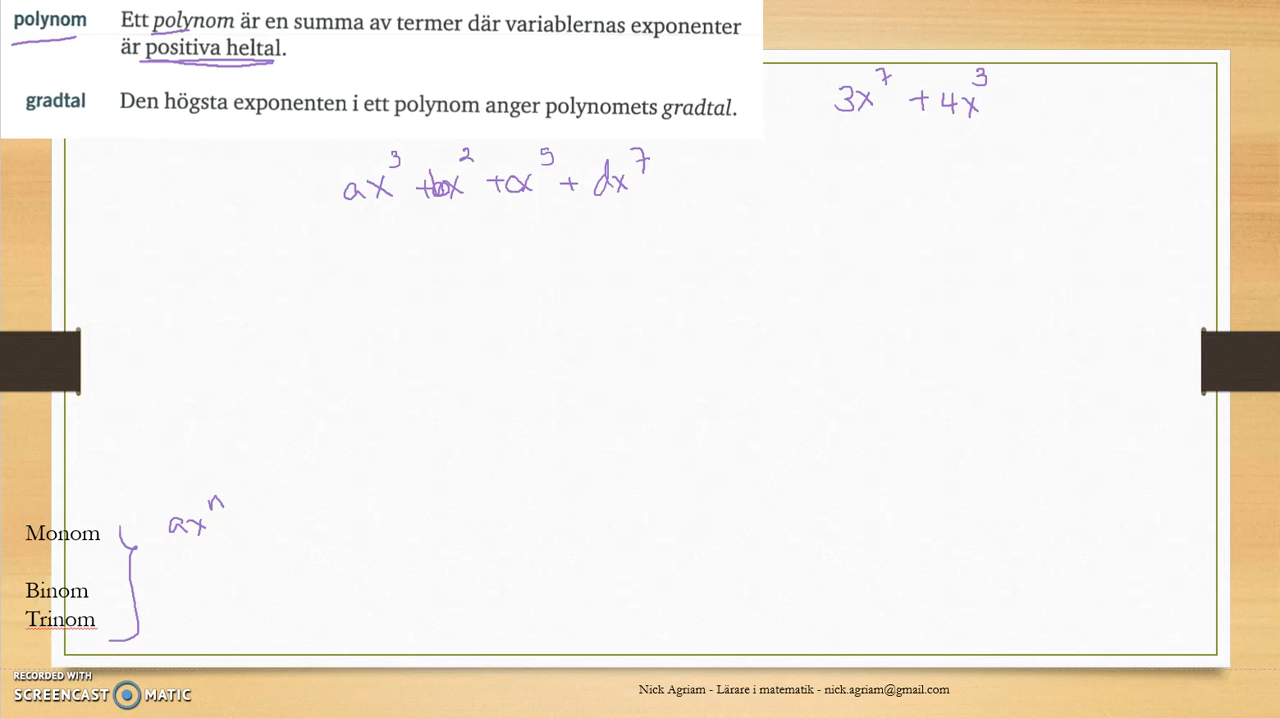 polynom Ett polynom är en summa av termer där variablernas exponenter
är positiva heltal.
gradtal Den högsta exponenten i ett polynom anger polynomets gradtal.
3x⁷ + 4x³
ax³ + bx² + cx⁵ + dx⁷
axⁿ
Monom
Binom
Trinom
RECORDED WITH
SCREENCAST MATIC
Nick Agriam - Lärare i matematik - nick.agriam@gmail.com